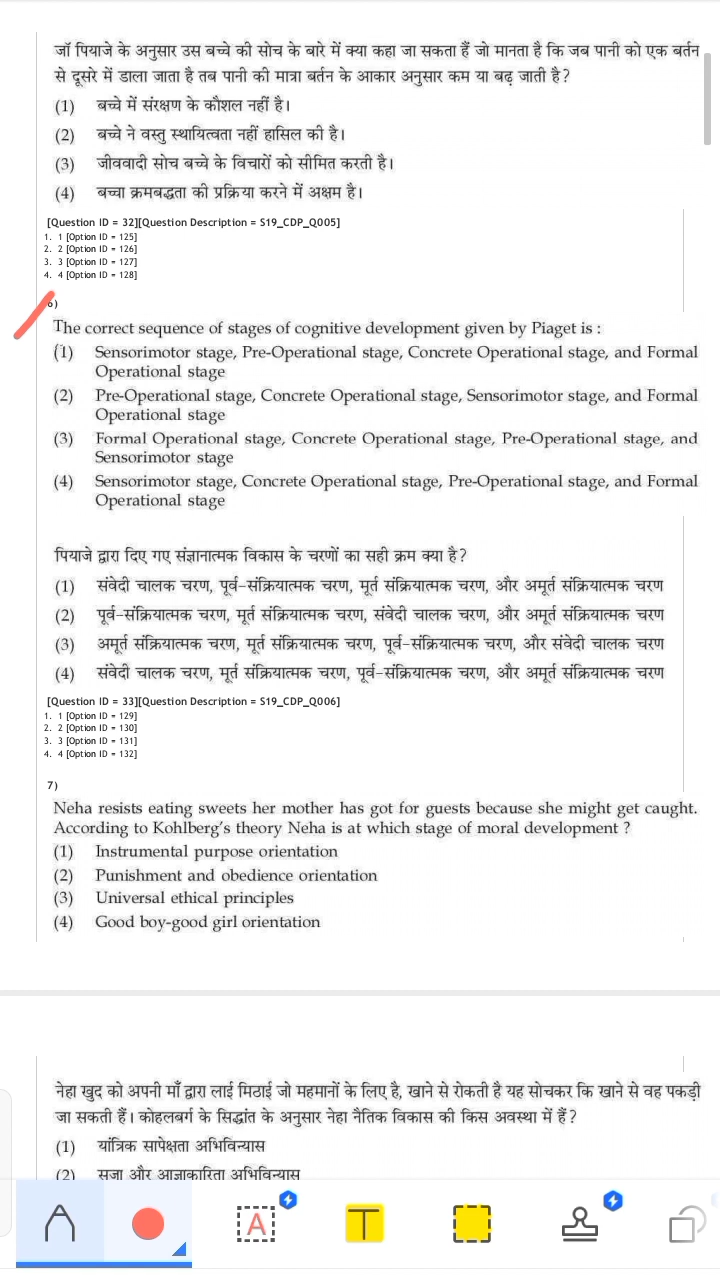 जॉ पियाजे के अनुसार उस बच्चे की सोच के बारे में क्या कहा जा सकता हैं जो मानता है कि जब पानी को एक बर्तन
से दूसरे में डाला जाता है तब पानी की मात्रा बर्तन के आकार अनुसार कम या बढ़ जाती है?
(1) बच्चे में संरक्षण के कौशल नहीं है।
(2) बच्चे ने वस्तु स्थायित्वता नहीं हासिल की है।
(3) जीववादी सोच बच्चे के विचारों को सीमित करती है।
(4) बच्चा क्रमबद्धता की प्रक्रिया करने में अक्षम है।
[Question ID = 32][Question Description = S19_CDP_Q005]
1. 1 [Option ID = 125]
2. 2 [Option ID = 126]
3. 3 [Option ID = 127]
4. 4 [Option ID = 128]
6)
The correct sequence of stages of cognitive development given by Piaget is :
(1) Sensorimotor stage, Pre-Operational stage, Concrete Operational stage, and Formal
Operational stage
(2) Pre-Operational stage, Concrete Operational stage, Sensorimotor stage, and Formal
Operational stage
(3) Formal Operational stage, Concrete Operational stage, Pre-Operational stage, and
Sensorimotor stage
(4) Sensorimotor stage, Concrete Operational stage, Pre-Operational stage, and Formal
Operational stage
पियाजे द्वारा दिए गए संज्ञानात्मक विकास के चरणों का सही क्रम क्या है?
(1) संवेदी चालक चरण, पूर्व-संक्रियात्मक चरण, मूर्त संक्रियात्मक चरण, और अमूर्त संक्रियात्मक चरण
(2) पूर्व-संक्रियात्मक चरण, मूर्त संक्रियात्मक चरण, संवेदी चालक चरण, और अमूर्त संक्रियात्मक चरण
(3) अमूर्त संक्रियात्मक चरण, मूर्त संक्रियात्मक चरण, पूर्व-संक्रियात्मक चरण, और संवेदी चालक चरण
(4) संवेदी चालक चरण, मूर्त संक्रियात्मक चरण, पूर्व-संक्रियात्मक चरण, और अमूर्त संक्रियात्मक चरण
[Question ID = 33][Question Description = S19_CDP_Q006]
1. 1 [Option ID = 129]
2. 2 [Option ID = 130]
3. 3 [Option ID = 131]
4. 4 [Option ID = 132]
7)
Neha resists eating sweets her mother has got for guests because she might get caught.
According to Kohlberg's theory Neha is at which stage of moral development ?
(1) Instrumental purpose orientation
(2) Punishment and obedience orientation
(3) Universal ethical principles
(4) Good boy-good girl orientation
नेहा खुद को अपनी माँ द्वारा लाई मिठाई जो महमानों के लिए है, खाने से रोकती है यह सोचकर कि खाने से वह पकड़ी
जा सकती हैं। कोहलबर्ग के सिद्धांत के अनुसार नेहा नैतिक विकास की किस अवस्था में हैं?
(1) यांत्रिक सापेक्षता अभिविन्यास
(2) सजा और आज्ञाकारिता अभिविन्यास
A
T